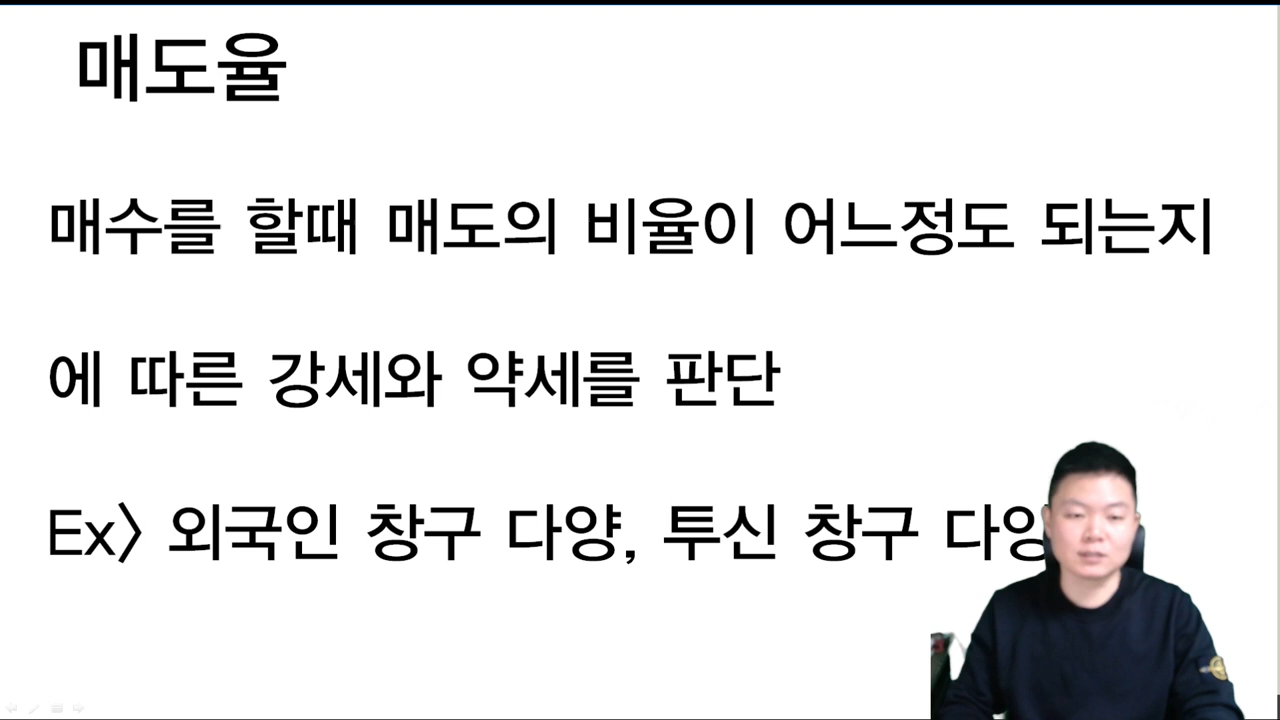 매도율
매수를 할때 매도의 비율이 어느정도 되는지
에 따른 강세와 약세를 판단
Ex> 외국인 창구 다양, 투신 창구 다양